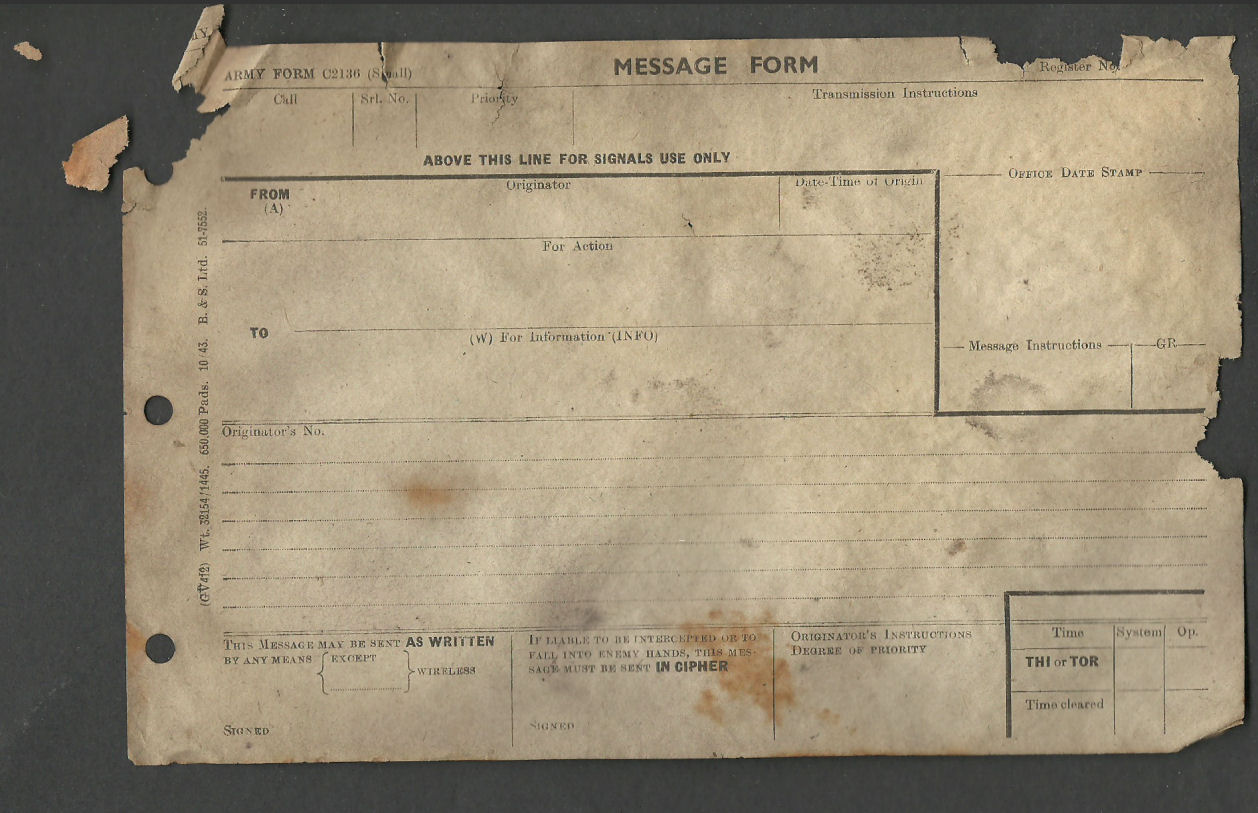 ARMY FORM C2136 (Small)
MESSAGE FORM
Register No.
Call
Srl. No.
Priority
Transmission Instructions
ABOVE THIS LINE FOR SIGNALS USE ONLY
FROM
(A)
Originator
Date-Time of Origin
OFFICE DATE STAMP
For Action
TO
(W) For Information (INFO)
Message Instructions
GR
Originator's No.
(GV412) Wt. 32154/1445. 650,000 Pads. 10/43. B. & S. Ltd. 51-7552.
THIS MESSAGE MAY BE SENT AS WRITTEN
BY ANY MEANS
EXCEPT
WIRELESS
SIGNED
IF LIABLE TO BE INTERCEPTED OR TO
FALL INTO ENEMY HANDS, THIS MES-
SAGE MUST BE SENT IN CIPHER
SIGNED
ORIGINATOR'S INSTRUCTIONS
DEGREE OF PRIORITY
Time
System
Op.
THI or TOR
Time cleared